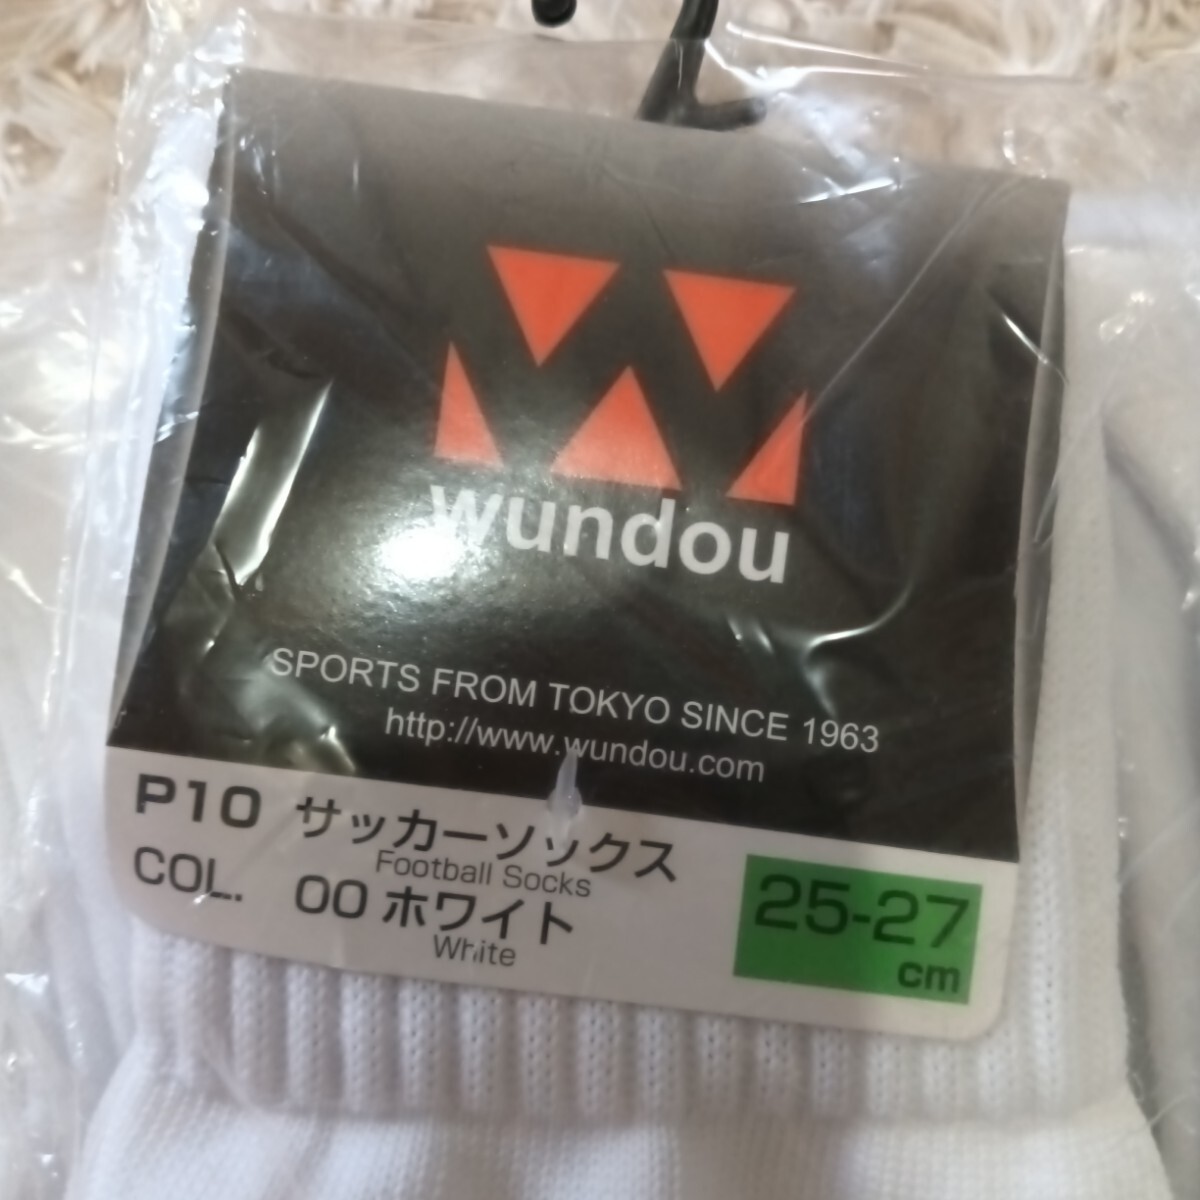 wundou
SPORTS FROM TOKYO SINCE 1963
http://www.wundou.com
P10 サッカーソックス
Football Socks
COL. 00 ホワイト
White
25-27
cm